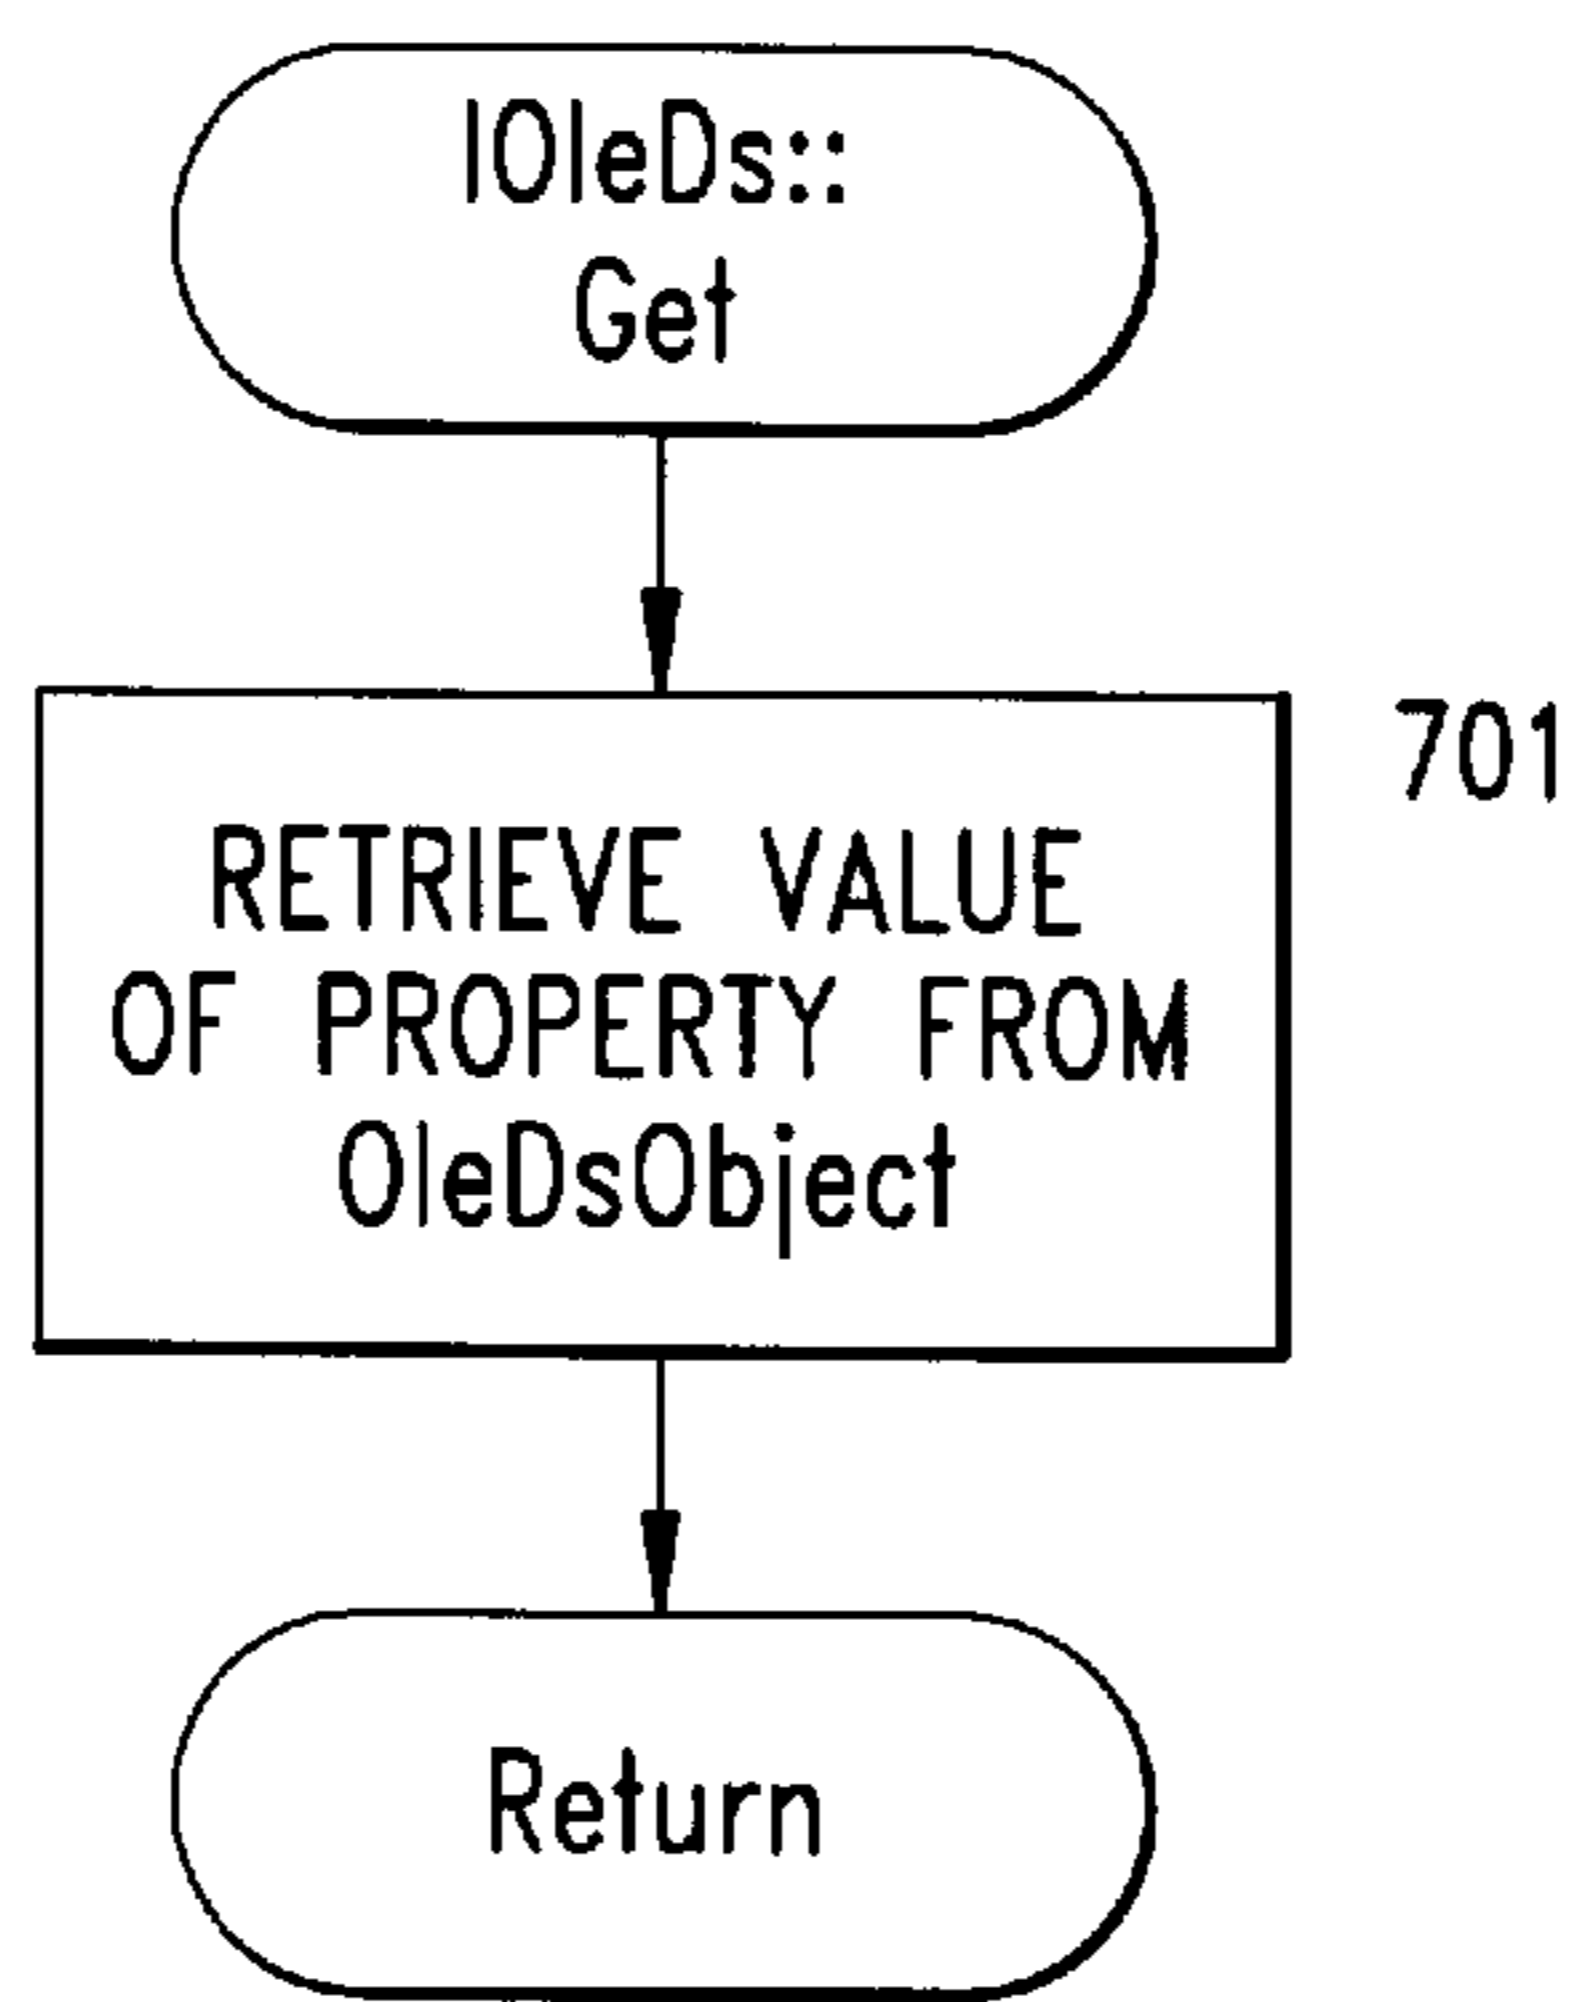 IOleDs::
Get
701
RETRIEVE VALUE
OF PROPERTY FROM
OleDsObject
Return